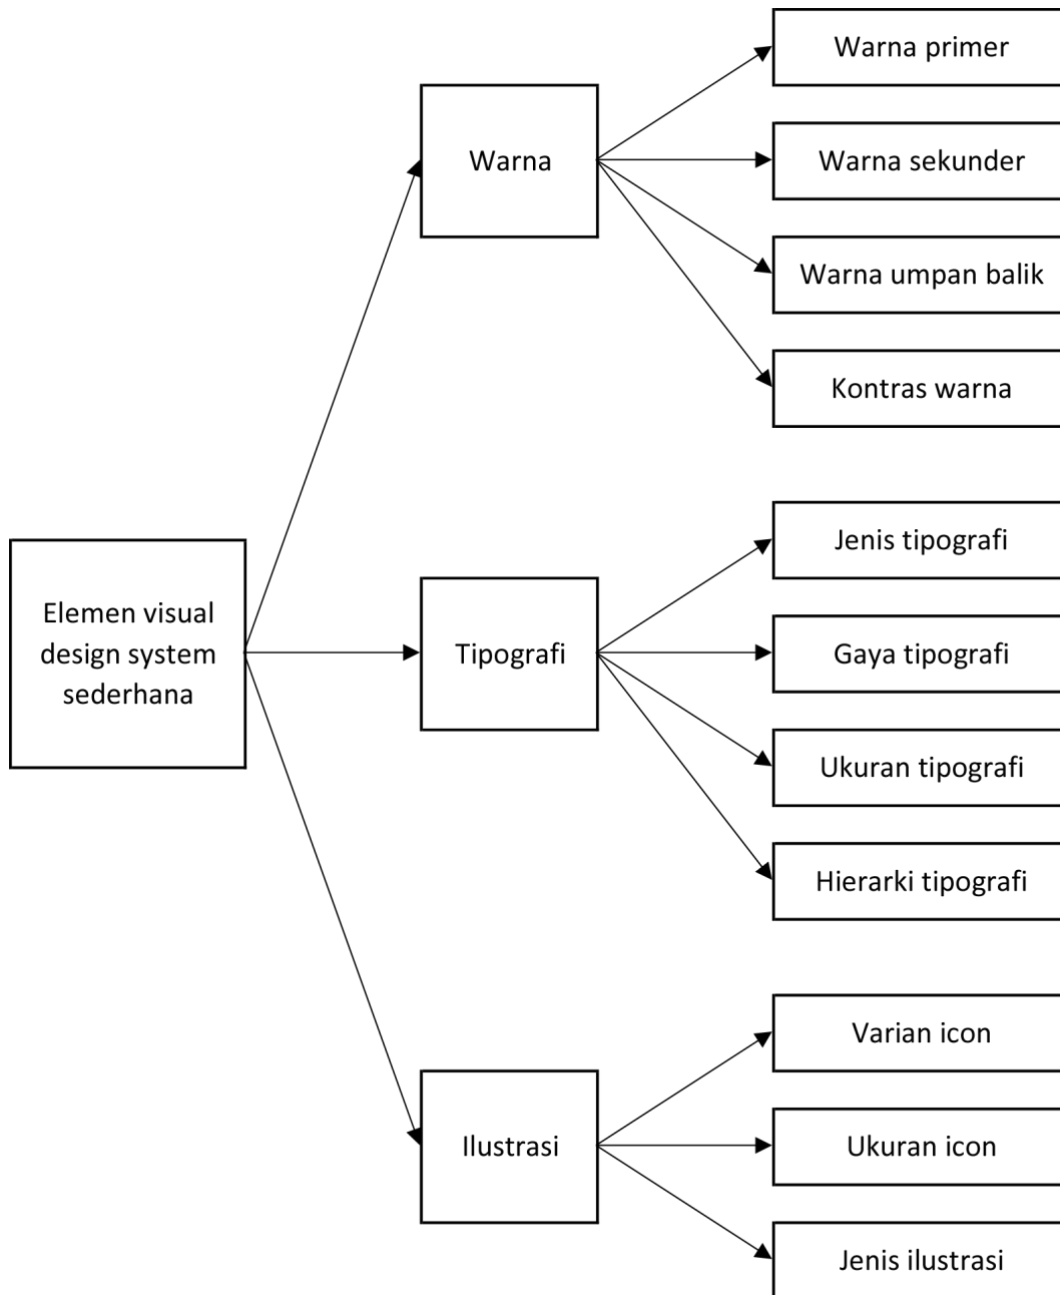 Elemen visual
design system
sederhana
Warna
Warna primer
Warna sekunder
Warna umpan balik
Kontras warna
Tipografi
Jenis tipografi
Gaya tipografi
Ukuran tipografi
Hierarki tipografi
Ilustrasi
Varian icon
Ukuran icon
Jenis ilustrasi